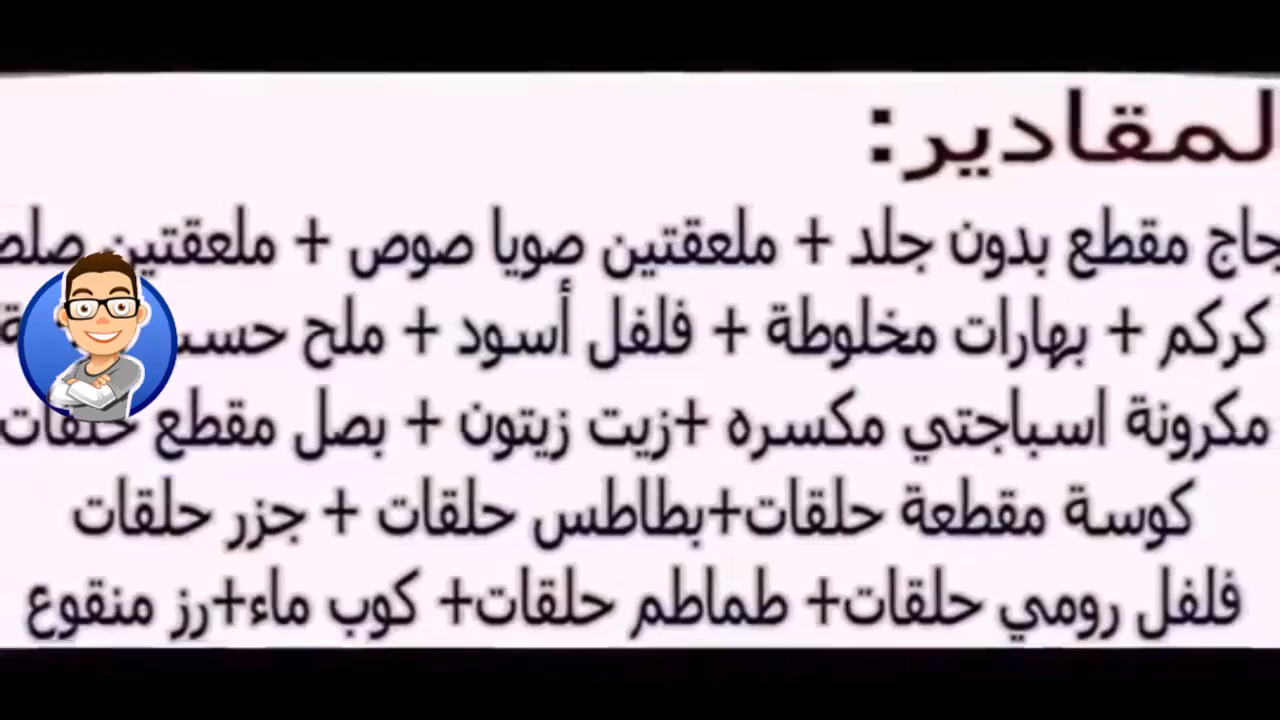 لمقادير:
جاج مقطع بدون جلد + ملعقتين صويا صوص + ملعقتين صلص
كركم + بهارات مخلوطة + فلفل أسود + ملح حسب
مكرونة اسباجتي مكسره +زيت زيتون + بصل مقطع حلقات
كوسة مقطعة حلقات+بطاطس حلقات + جزر حلقات
فلفل رومي حلقات+ طماطم حلقات+ كوب ماء+رز منقوع